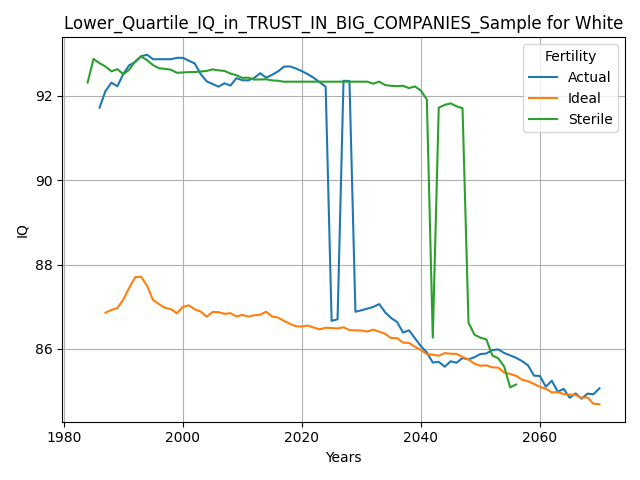 Lower_Quartile_IQ_in_TRUST_IN_BIG_COMPANIES_Sample for White
Fertility
Actual
Ideal
Sterile
IQ
92
90
88
86
1980
2000
2020
2040
2060
Years